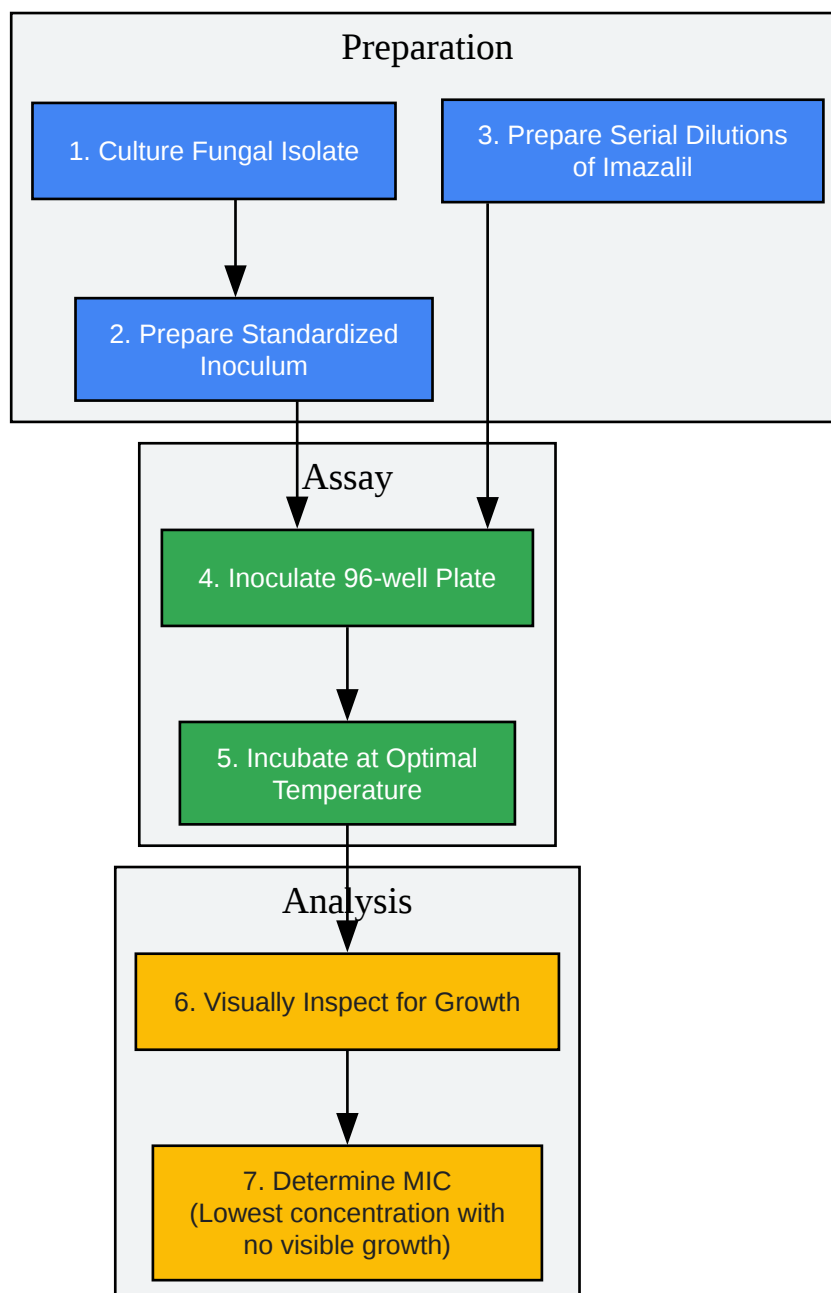 Preparation
1. Culture Fungal Isolate
3. Prepare Serial Dilutions
of Imazalil
2. Prepare Standardized
Inoculum
Assay
4. Inoculate 96-well Plate
5. Incubate at Optimal
Temperature
Analysis
6. Visually Inspect for Growth
7. Determine MIC
(Lowest concentration with
no visible growth)